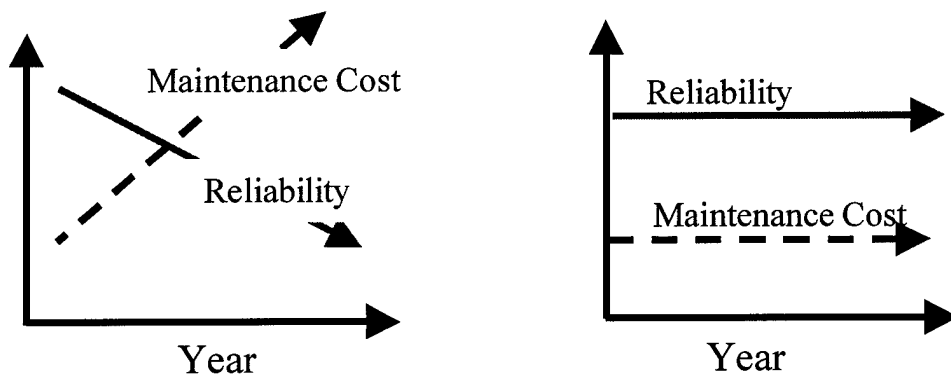 Maintenance Cost
Reliability
Year
Reliability
Maintenance Cost
Year